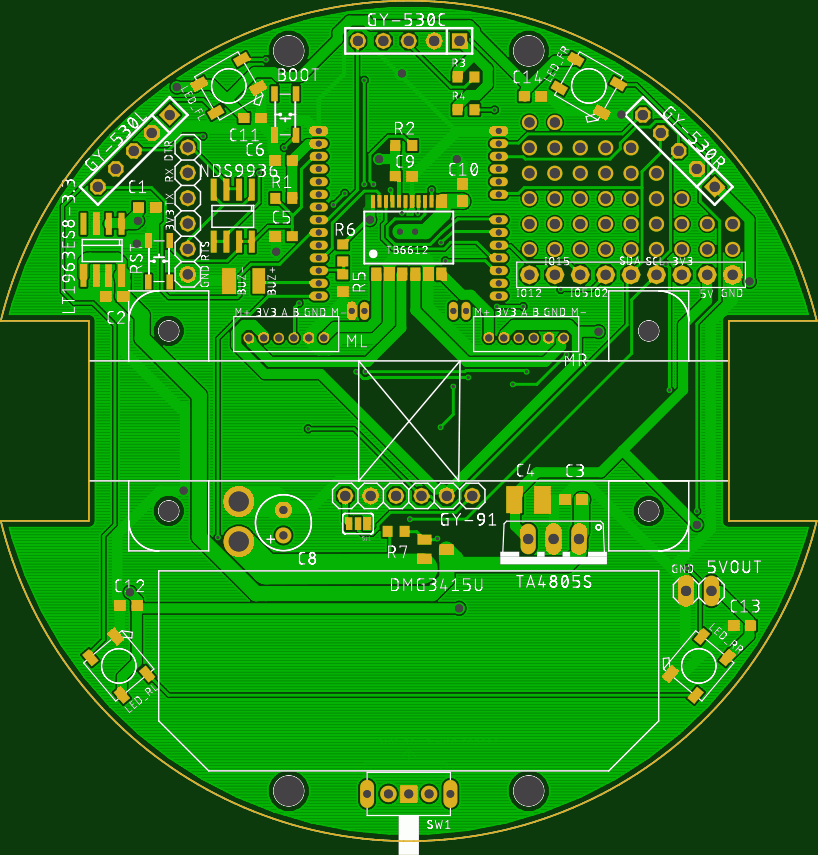 GY-530C
R3
LED_FR
BOOT
C14
LED_FL
R4
GY-530L
C11
R2
GY-530R
C6
DIR
C9
NDS9936
RX
C10
C1
R1
TX
LT1963ES8-3.3
3V3
C5
R6
RST
RTS
TB6612
GND
BUZ-
BUZ+
R5
IO15
SDA SCL 3V3
IO12
IO5IO2
5V GND
C2
M+ 3V3 A B GND M-
M+ 3V3 A B GND M-
ML
MR
C4
C3
GY-91
+
C8
R7
DMG3415U
TA4805S
GND
5VOUT
C12
C13
LED_RL
LED_RR
SW1